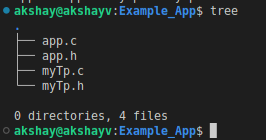 akshay@akshayv:Example_App$ tree
.
├── app.c
├── app.h
├── myTp.c
└── myTp.h

0 directories, 4 files
akshay@akshayv:Example_App$